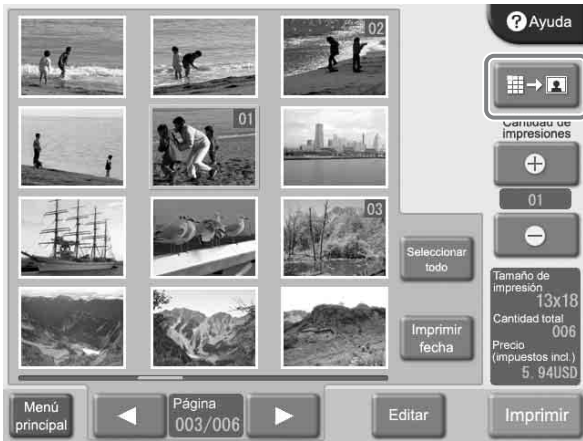 ? Ayuda
02
01
Cantidad de
impresiones
01
03
Seleccionar
todo
Tamaño de
impresión
13x18
Cantidad total
006
Imprimir
fecha
Precio
(impuestos incl.)
5. 94USD
Menú
principal
Página
003/006
Editar
Imprimir